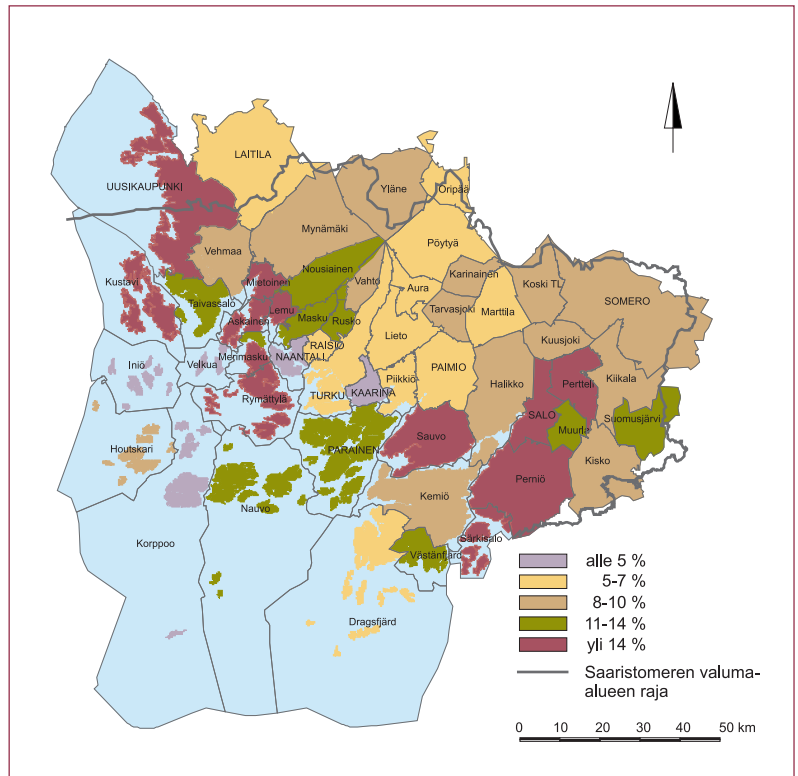 LAITILA
Yläne
Oripää
UUSIKAUPUNKI
Mynämäki
Pöytyä
Vehmaa
Nousiainen
Karinainen
Koski TL
Kustavi
Mietoinen
Vahto
Aura
SOMERO
Taivassalo
Lemu
Masku
Rusko
Tarvasjoki
Marttila
Askainen
Lieto
Kuusjoki
RAISIO
Iniö
Velkua
Merimasku
NAANTALI
PAIMIO
Halikko
Pertteli
Kiikala
Piikkiö
Rymättylä
TURKU
KAARINA
SALO
Suomusjärvi
Muurla
Sauvo
Houtskari
PARAINEN
Kisko
Perniö
Kemiö
Nauvo
Korppoo
Särkisalo
Västänfjärd
Dragsfjärd
alle 5 %
5-7 %
8-10 %
11-14 %
yli 14 %
Saaristomeren valuma-
alueen raja
0 10 20 30 40 50 km